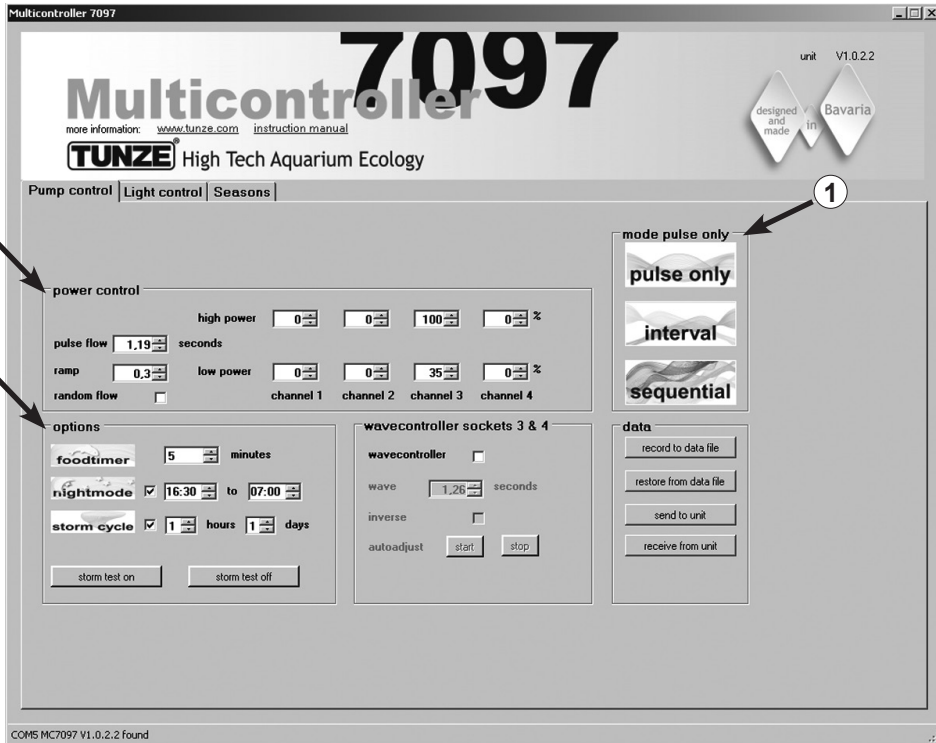 Multicontroller 7097
7097
unit V1.0.2.2
Multicontroller
designed and made in Bavaria
more information: www.tunze.com instruction manual
TUNZE® High Tech Aquarium Ecology
Pump control Light control Seasons
1
mode pulse only
pulse only
interval
sequential
power control
high power 0 0 100 0 %
pulse flow 1,19 seconds
ramp 0,3 low power 0 0 35 0 %
random flow channel 1 channel 2 channel 3 channel 4
options
foodtimer 5 minutes
nightmode 16:30 to 07:00
storm cycle 1 hours 1 days
storm test on storm test off
wavecontroller sockets 3 & 4
wavecontroller
wave 1,26 seconds
inverse
autoadjust start stop
data
record to data file
restore from data file
send to unit
receive from unit
COM5 MC7097 V1.0.2.2 found